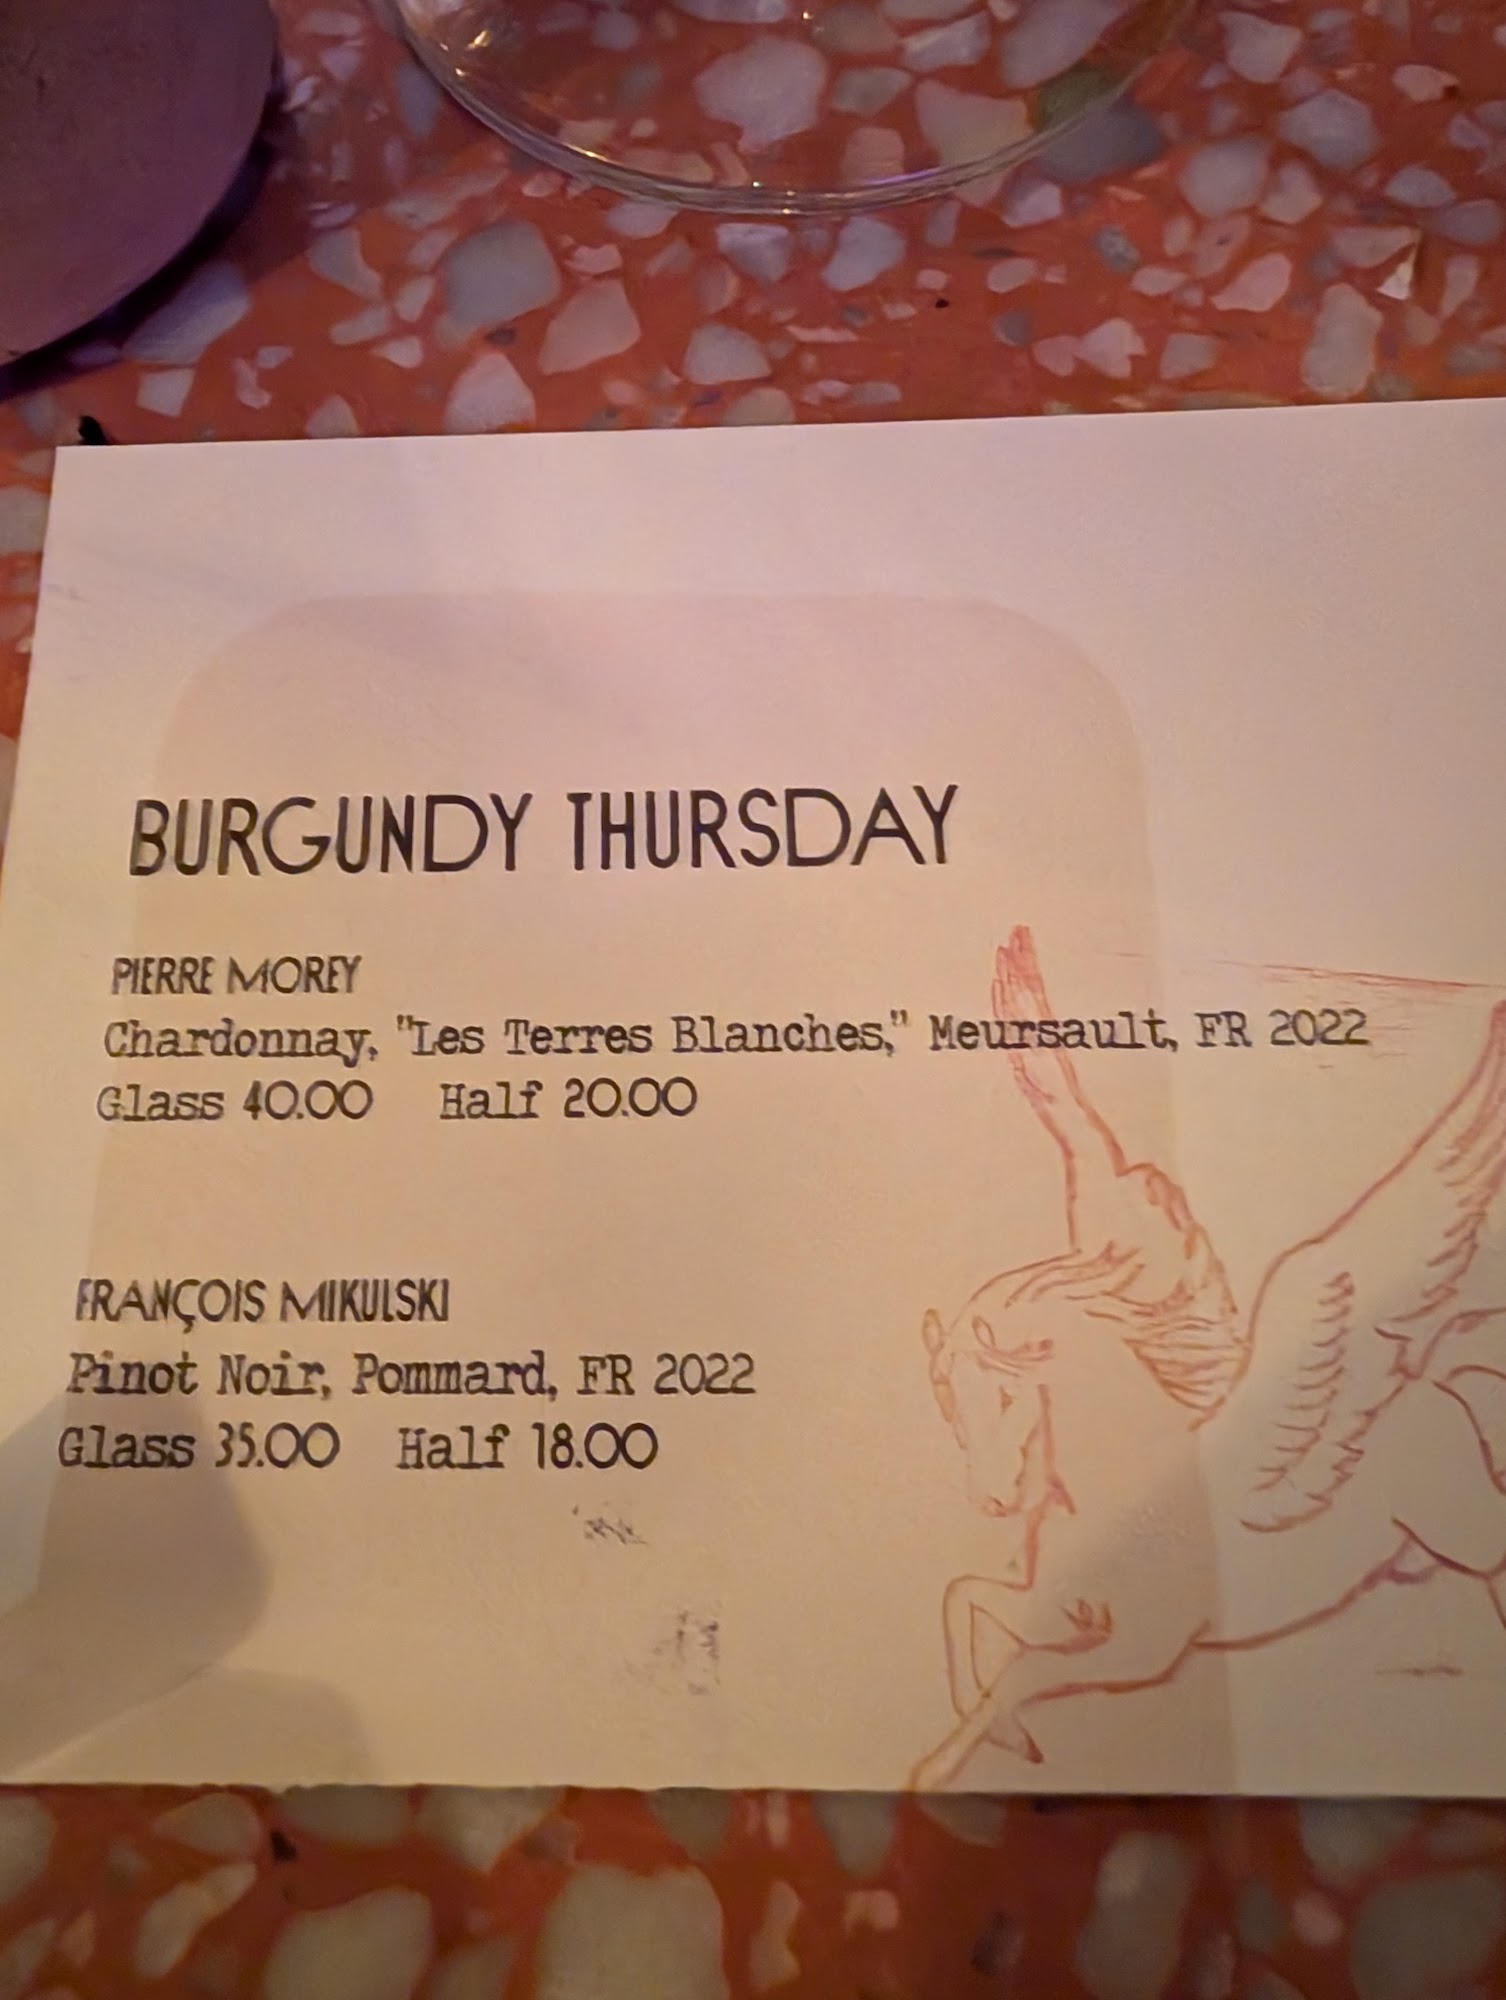 BURGUNDY THURSDAY
PIERRE MOREY
Chardonnay, "Les Terres Blanches," Meursault, FR 2022
Glass 40.00 Half 20.00
FRANÇOIS MIKULSKI
Pinot Noir, Pommard, FR 2022
Glass 35.00 Half 18.00